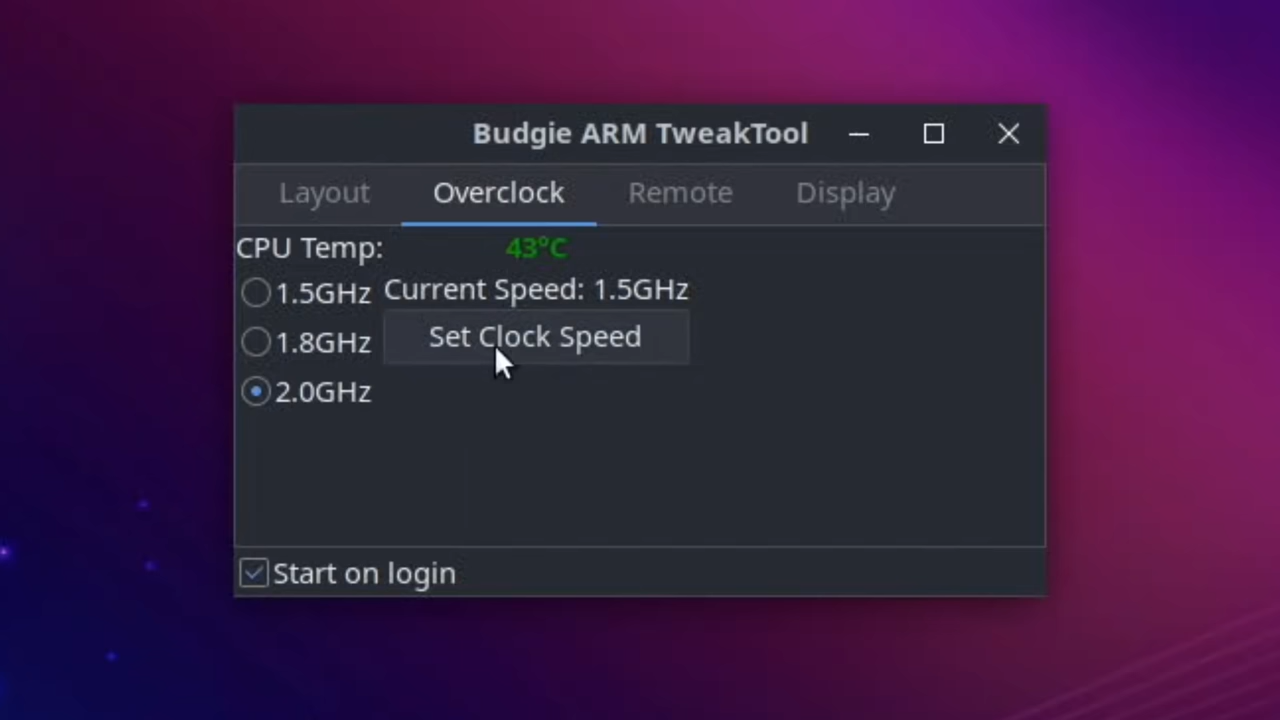 Budgie ARM TweakTool
Layout Overclock Remote Display
CPU Temp: 43°C
1.5GHz Current Speed: 1.5GHz
1.8GHz Set Clock Speed
2.0GHz
Start on login